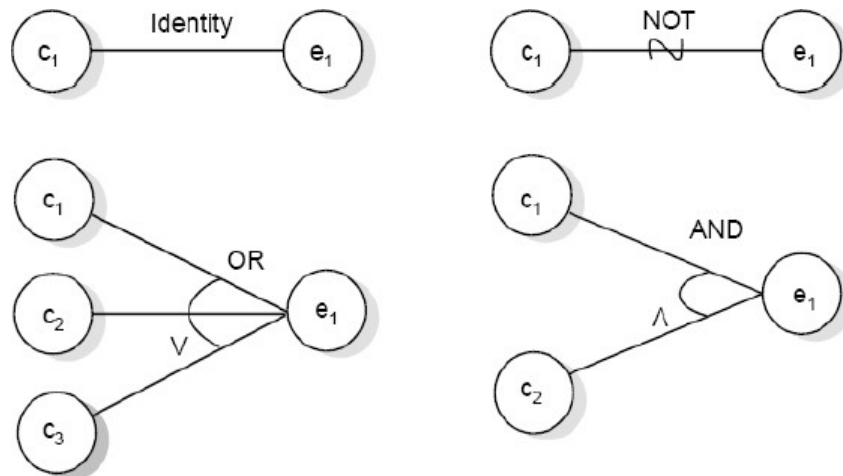 Identity
c₁
e₁
NOT
c₁
e₁
c₁
c₂
c₃
OR
V
e₁
c₁
c₂
AND
Λ
e₁